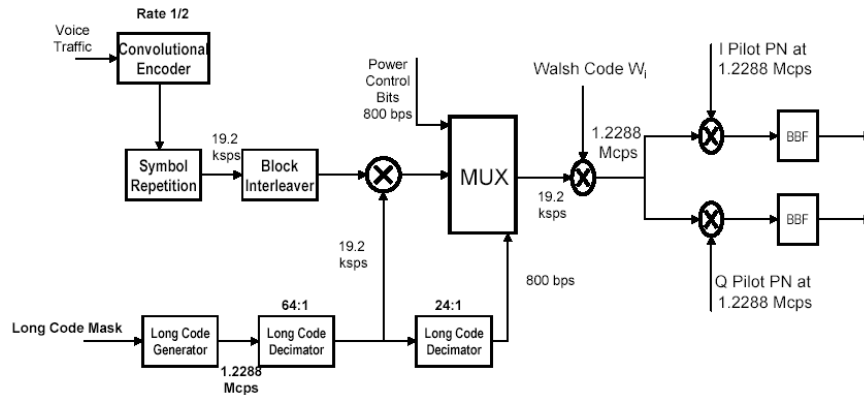 Rate 1/2
Voice
Traffic
Convolutional
Encoder
Power
Control
Bits
800 bps
Walsh Code Wi
I Pilot PN at
1.2288 Mcps
19.2
ksps
Symbol
Repetition
Block
Interleaver
MUX
19.2
ksps
1.2288
Mcps
BBF
BBF
19.2
ksps
800 bps
Q Pilot PN at
1.2288 Mcps
64:1
24:1
Long Code Mask
Long Code
Generator
1.2288
Mcps
Long Code
Decimator
Long Code
Decimator